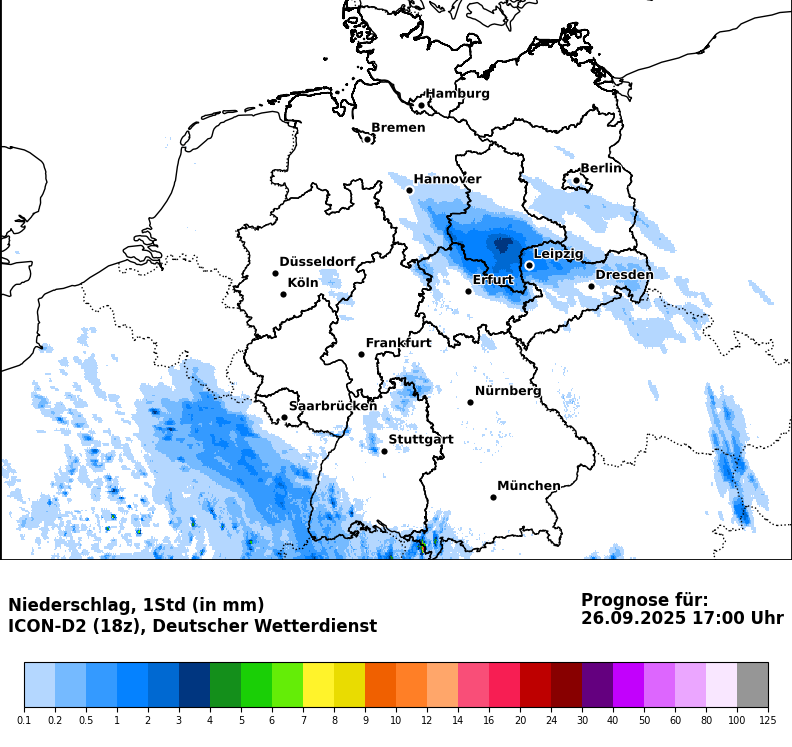 Hamburg
Bremen
Berlin
Hannover
Leipzig
Düsseldorf
Dresden
Erfurt
Köln
Frankfurt
Nürnberg
Saarbrücken
Stuttgart
München
Niederschlag, 1Std (in mm)
ICON-D2 (18z), Deutscher Wetterdienst
Prognose für:
26.09.2025 17:00 Uhr
0.1 0.2 0.5 1 2 3 4 5 6 7 8 9 10 12 14 16 20 24 30 40 50 60 80 100 125